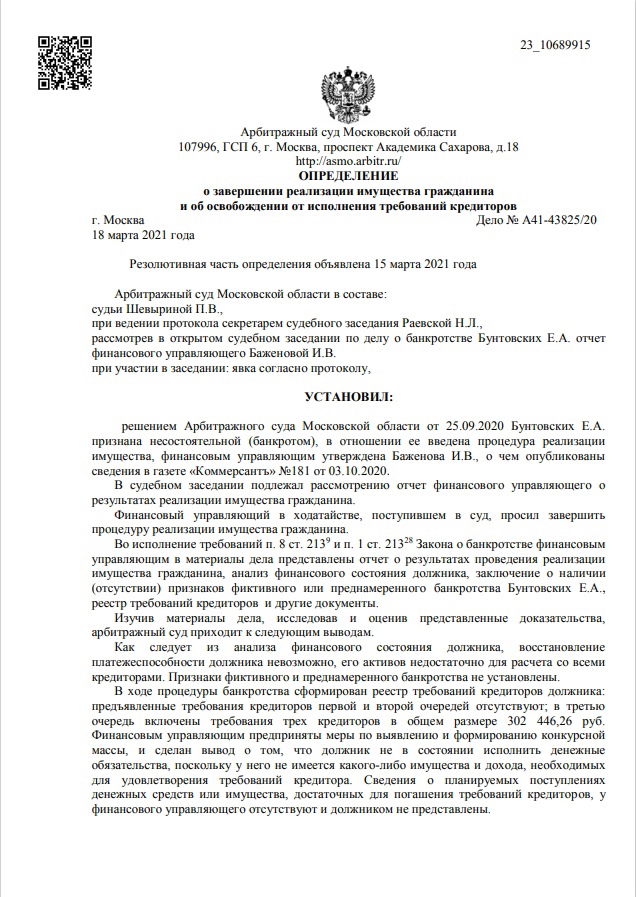 23_10689915
Арбитражный суд Московской области
107996, ГСП 6, г. Москва, проспект Академика Сахарова, д.18
http://asmo.arbitr.ru/
ОПРЕДЕЛЕНИЕ
о завершении реализации имущества гражданина
и об освобождении от исполнения требований кредиторов
г. Москва Дело № А41-43825/20
18 марта 2021 года
Резолютивная часть определения объявлена 15 марта 2021 года
Арбитражный суд Московской области в составе:
судьи Шевыриной П.В.,
при ведении протокола секретарем судебного заседания Раевской Н.Л.,
рассмотрев в открытом судебном заседании по делу о банкротстве Бунтовских Е.А. отчет
финансового управляющего Баженовой И.В.
при участии в заседании: явка согласно протоколу,
УСТАНОВИЛ:
решением Арбитражного суда Московской области от 25.09.2020 Бунтовских Е.А.
признана несостоятельной (банкротом), в отношении ее введена процедура реализации
имущества, финансовым управляющим утверждена Баженова И.В., о чем опубликованы
сведения в газете «Коммерсантъ» №181 от 03.10.2020.
В судебном заседании подлежал рассмотрению отчет финансового управляющего о
результатах реализации имущества гражданина.
Финансовый управляющий в ходатайстве, поступившем в суд, просил завершить
процедуру реализации имущества гражданина.
Во исполнение требований п. 8 ст. 213⁹ и п. 1 ст. 213²⁸ Закона о банкротстве финансовым
управляющим в материалы дела представлены отчет о результатах проведения реализации
имущества гражданина, анализ финансового состояния должника, заключение о наличии
(отсутствии) признаков фиктивного или преднамеренного банкротства Бунтовских Е.А.,
реестр требований кредиторов и другие документы.
Изучив материалы дела, исследовав и оценив представленные доказательства,
арбитражный суд приходит к следующим выводам.
Как следует из анализа финансового состояния должника, восстановление
платежеспособности должника невозможно, его активов недостаточно для расчета со всеми
кредиторами. Признаки фиктивного и преднамеренного банкротства не установлены.
В ходе процедуры банкротства сформирован реестр требований кредиторов должника:
предъявленные требования кредиторов первой и второй очередей отсутствуют; в третью
очередь включены требования трех кредиторов в общем размере 302 446,26 руб.
Финансовым управляющим предприняты меры по выявлению и формированию конкурсной
массы, и сделан вывод о том, что должник не в состоянии исполнить денежные
обязательства, поскольку у него не имеется какого-либо имущества и дохода, необходимых
для удовлетворения требований кредитора. Сведения о планируемых поступлениях
денежных средств или имущества, достаточных для погашения требований кредиторов, у
финансового управляющего отсутствуют и должником не представлены.